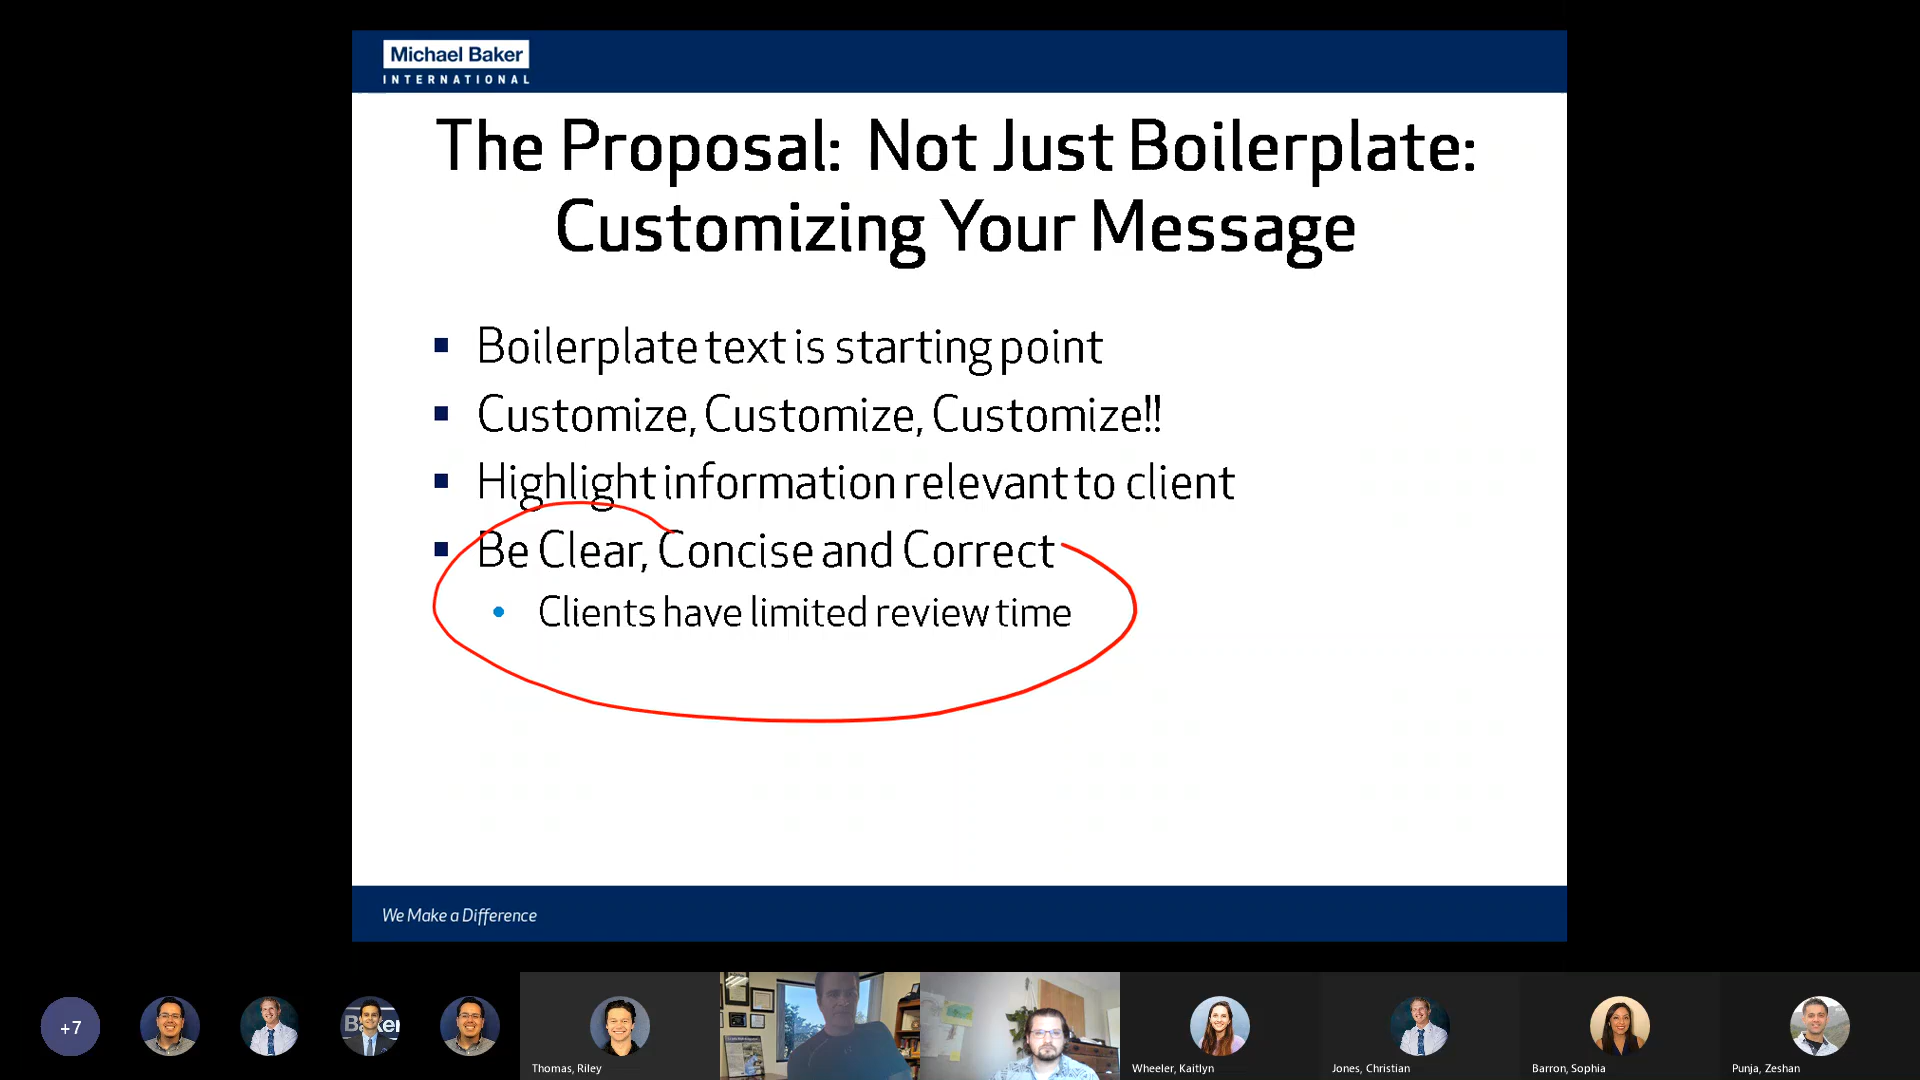 Michael Baker
INTERNATIONAL
The Proposal: Not Just Boilerplate:
Customizing Your Message
Boilerplate text is starting point
Customize, Customize, Customize!!
Highlight information relevant to client
Be Clear, Concise and Correct
Clients have limited review time
We Make a Difference
+7
Baker
Thomas, Riley
Wheeler, Kaitlyn
Jones, Christian
Barron, Sophia
Punja, Zeshan